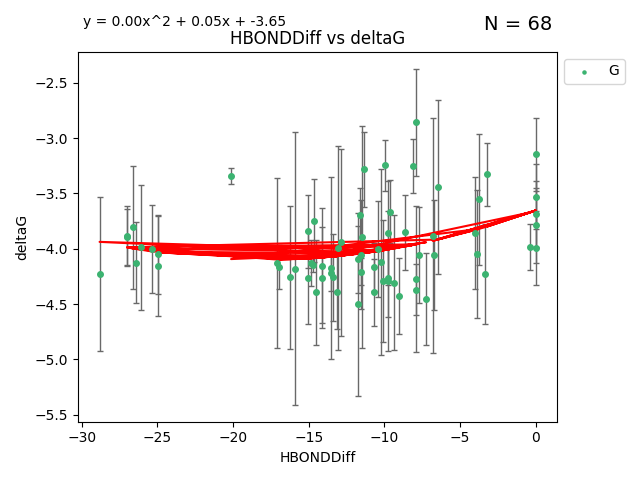 y = 0.00x^2 + 0.05x + -3.65
N = 68
HBONDDiff vs deltaG
G
deltaG
−2.5
−3.0
−3.5
−4.0
−4.5
−5.0
−5.5
−30 −25 −20 −15 −10 −5 0
HBONDDiff